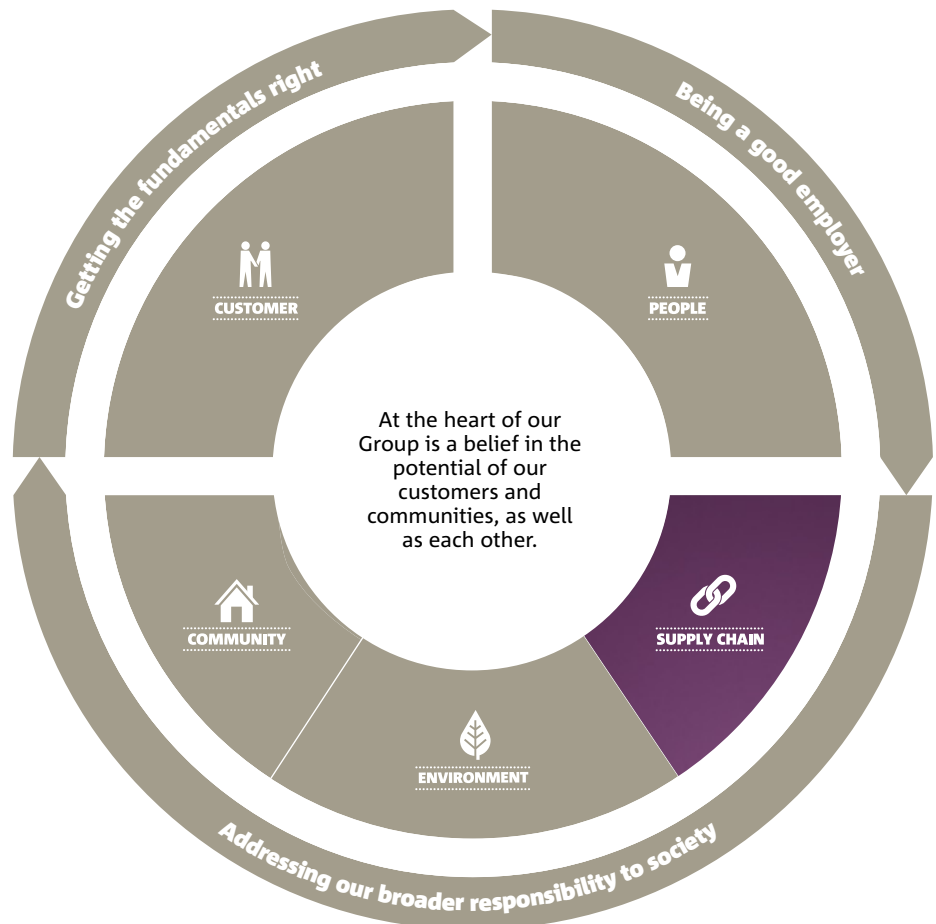 Getting the fundamentals right
Being a good employer
CUSTOMER
PEOPLE
At the heart of our
Group is a belief in the
potential of our
customers and
communities, as well
as each other.
COMMUNITY
SUPPLY CHAIN
ENVIRONMENT
Addressing our broader responsibility to society